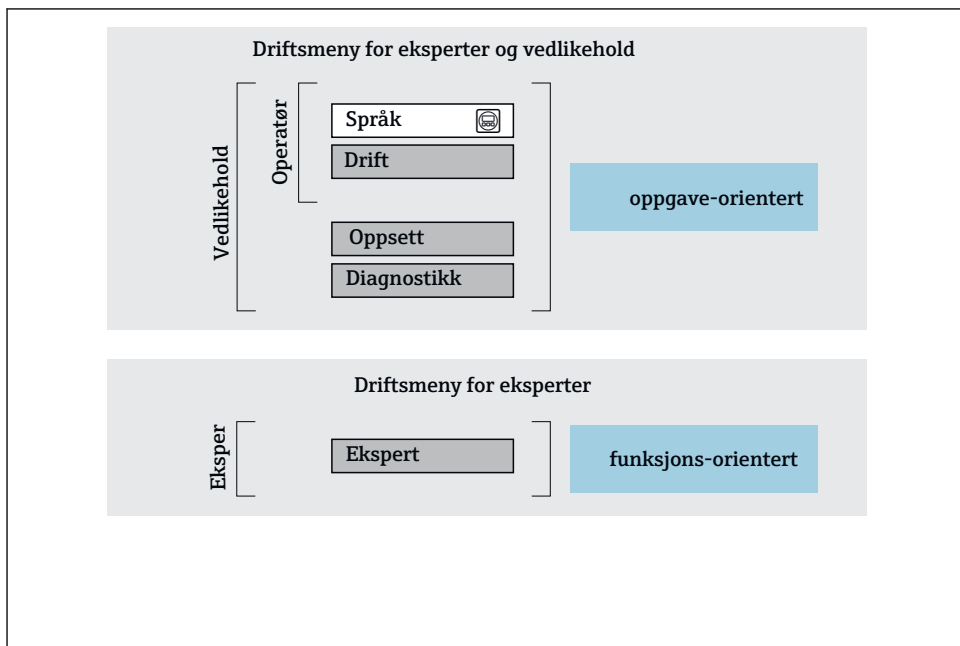 Driftsmeny for eksperter og vedlikehold
Vedlikehold
Operatør
Språk
Drift
Oppsett
Diagnostikk
oppgave-orientert
Driftsmeny for eksperter
Eksper
Ekspert
funksjons-orientert